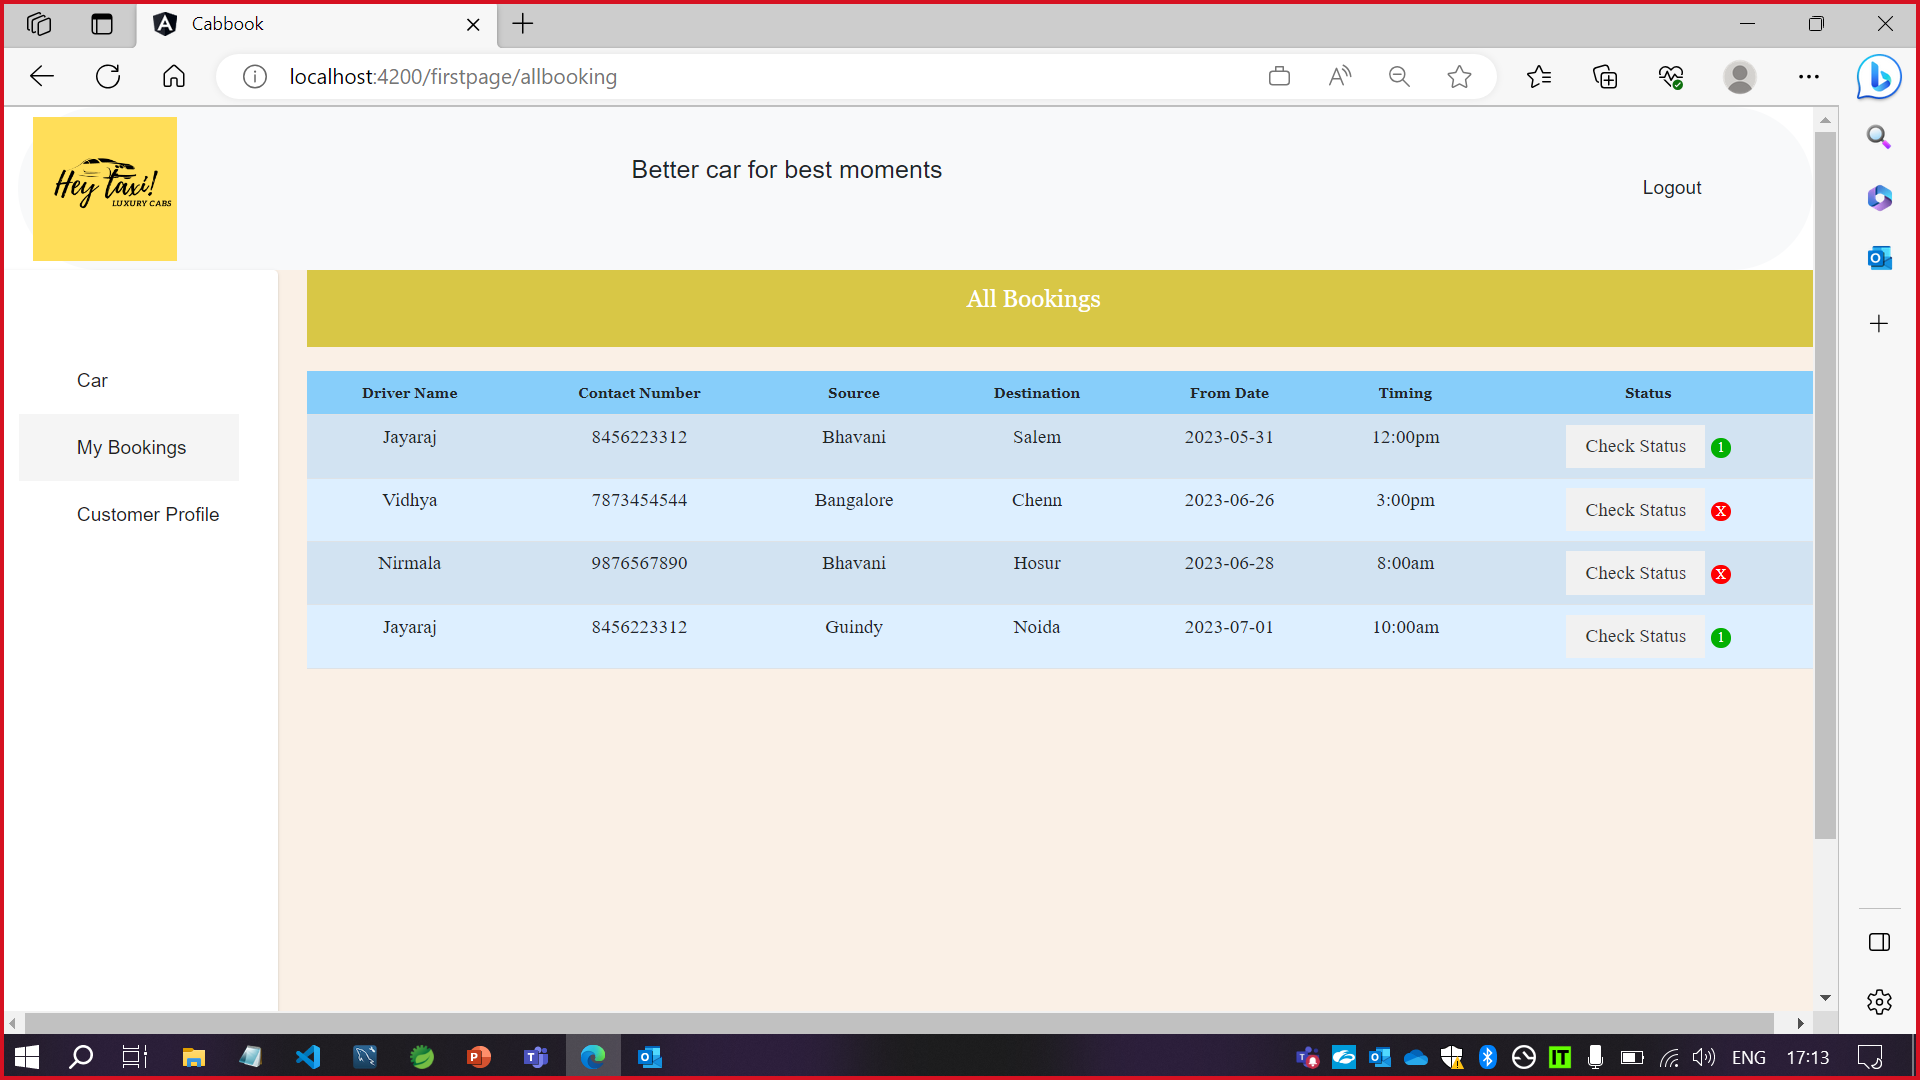 Cabbook
localhost:4200/firstpage/allbooking
Hey taxi!
LUXURY CABS
Better car for best moments
Logout
Car
My Bookings
Customer Profile
All Bookings
Driver Name Contact Number Source Destination From Date Timing Status
Jayaraj 8456223312 Bhavani Salem 2023-05-31 12:00pm Check Status 1
Vidhya 7873454544 Bangalore Chenn 2023-06-26 3:00pm Check Status X
Nirmala 9876567890 Bhavani Hosur 2023-06-28 8:00am Check Status X
Jayaraj 8456223312 Guindy Noida 2023-07-01 10:00am Check Status 1
ENG 17:13